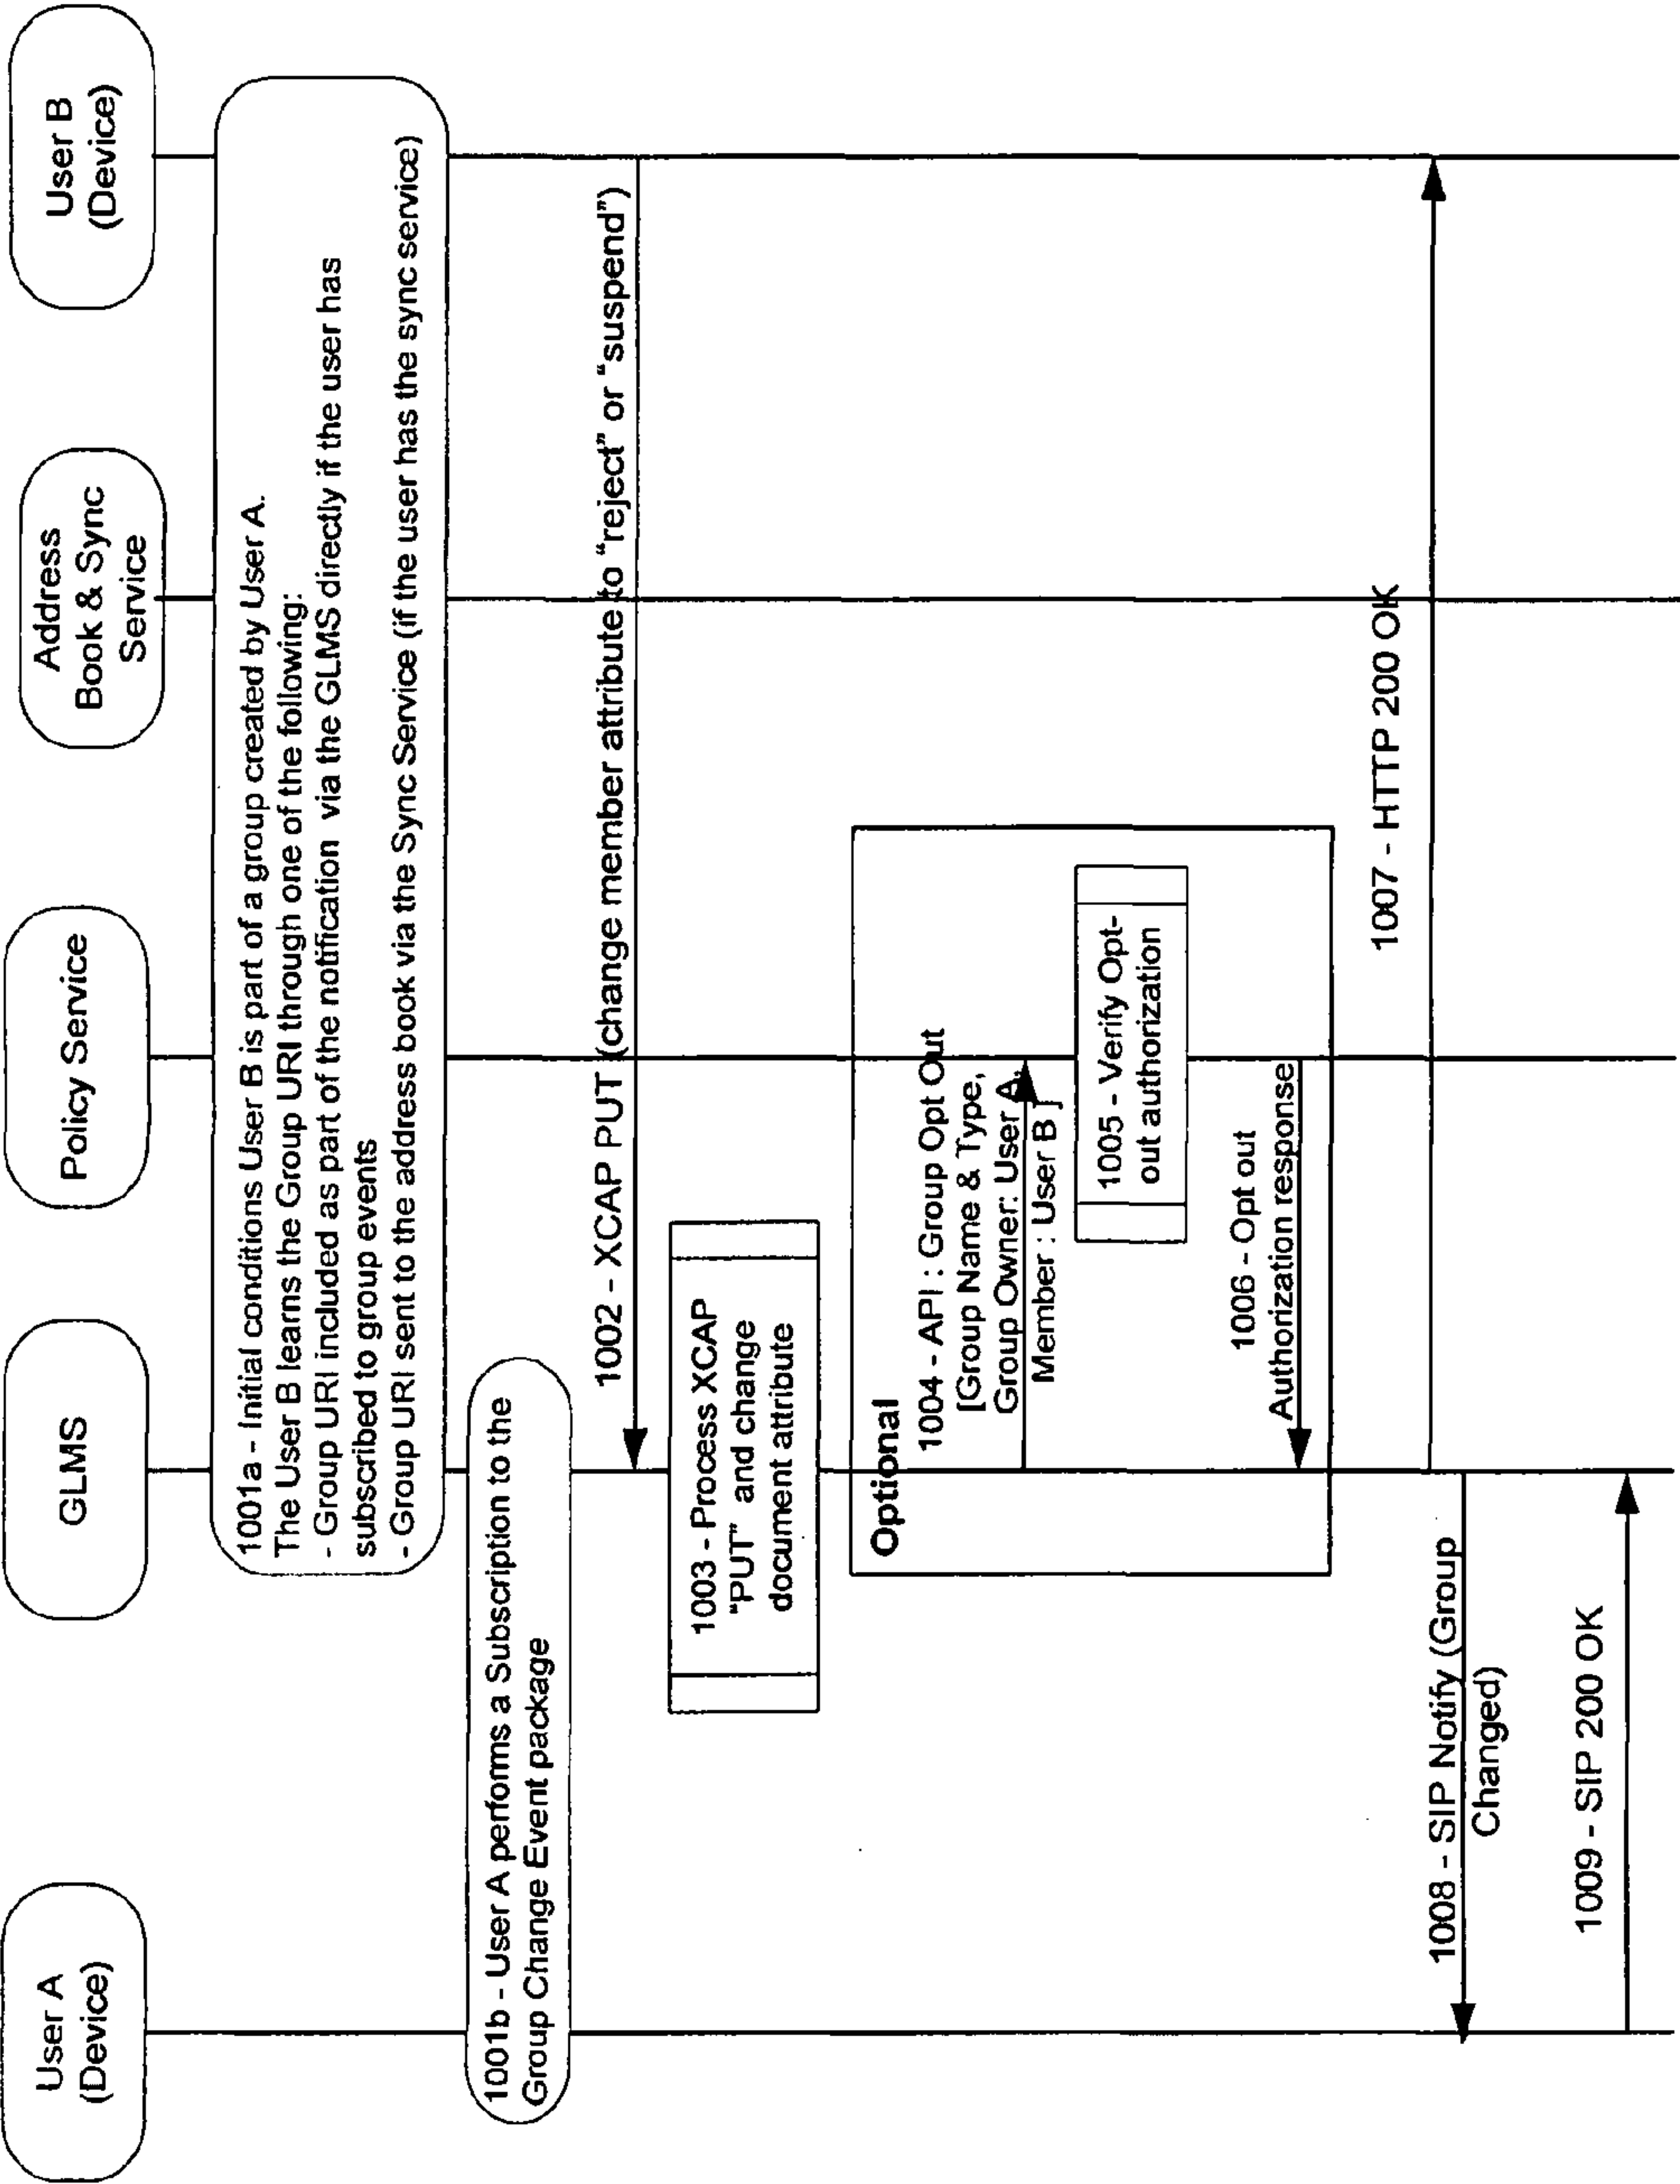 User A
(Device)
GLMS
Policy Service
Address
Book & Sync
Service
User B
(Device)
1001a - Initial conditions User B is part of a group created by User A.
The User B learns the Group URI through one of the following:
- Group URI included as part of the notification via the GLMS directly if the user has
subscribed to group events
- Group URI sent to the address book via the Sync Service (if the user has the sync service)
1001b - User A performs a Subscription to the
Group Change Event package
1002 - XCAP PUT (change member attribute to “reject” or “suspend”)
1003 - Process XCAP
“PUT” and change
document attribute
Optional
1004 - API : Group Opt Out
[Group Name & Type,
Group Owner: User A,
Member : User B ]
1005 - Verify Opt-
out authorization
1006 - Opt out
Authorization response
1007 - HTTP 200 OK
1008 - SIP Notify (Group
Changed)
1009 - SIP 200 OK